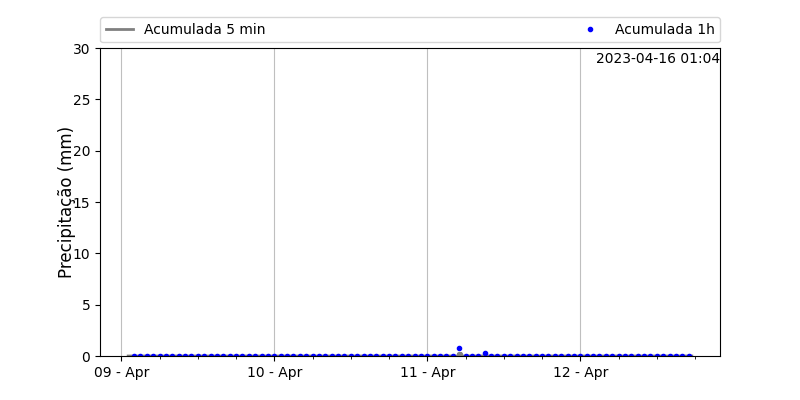 Acumulada 5 min
Acumulada 1h
2023-04-16 01:04
Precipitação (mm)
30
25
20
15
10
5
0
09 - Apr
10 - Apr
11 - Apr
12 - Apr